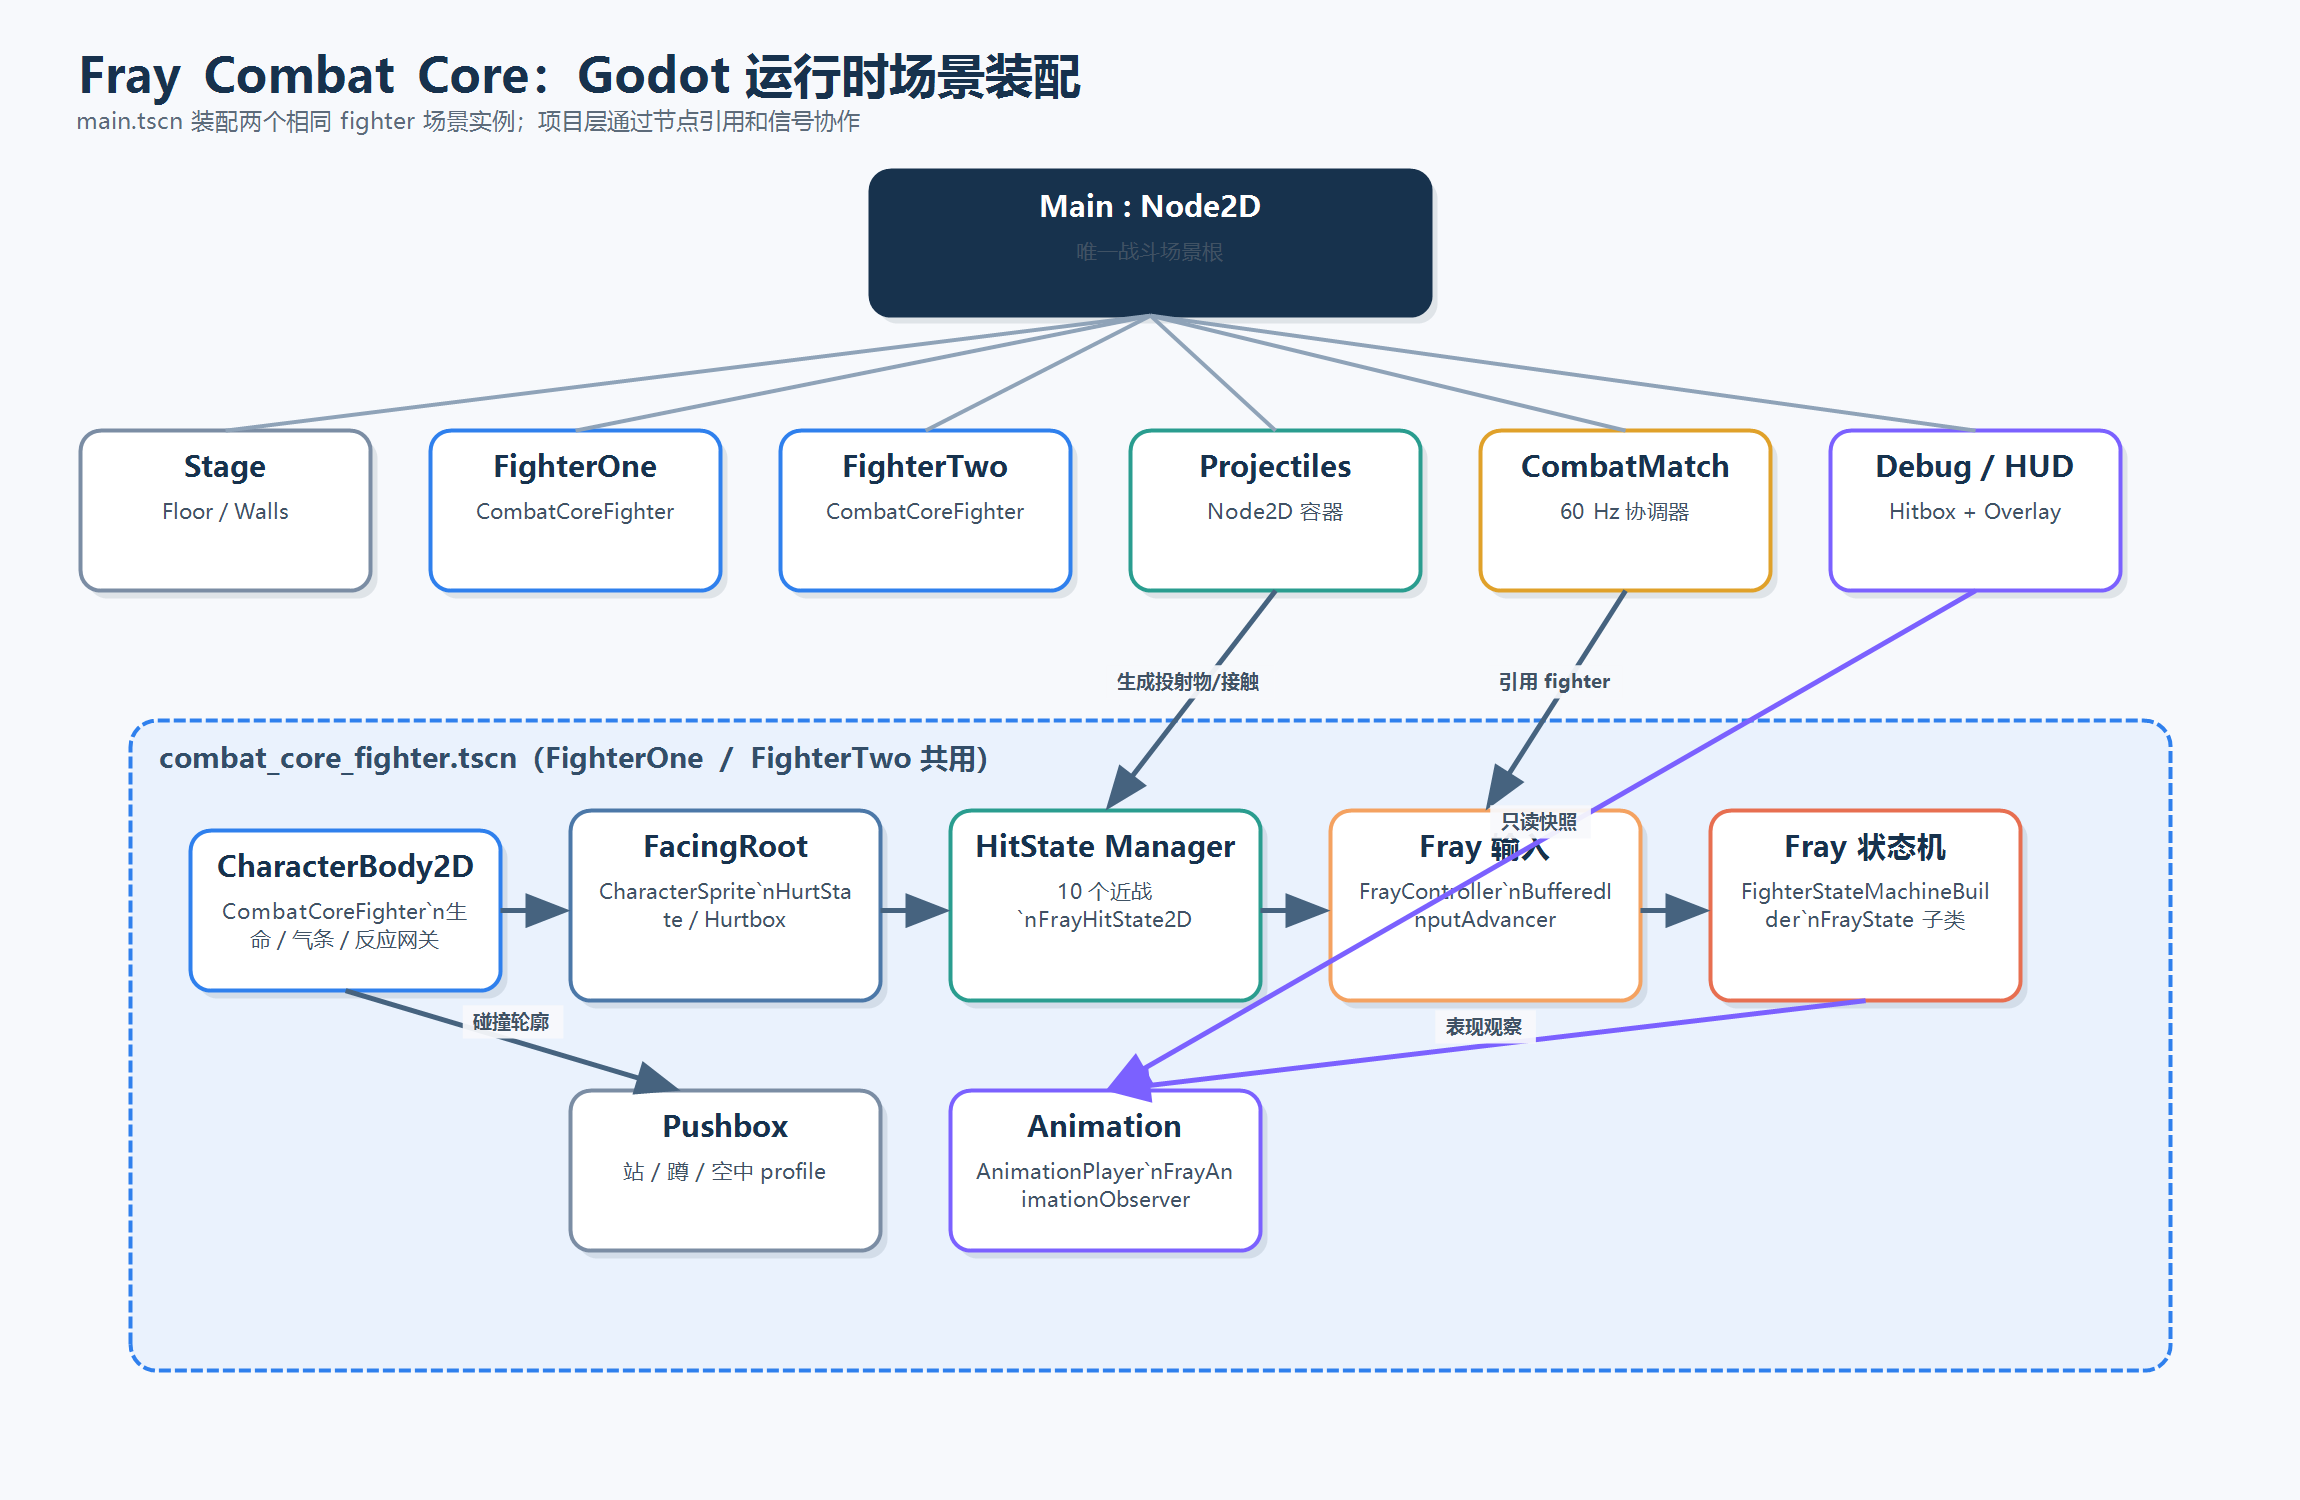 Fray Combat Core：Godot 运行时场景装配
main.tscn 装配两个相同 fighter 场景实例；项目层通过节点引用和信号协作
Main : Node2D
唯一战斗场景根
Stage
Floor / Walls
FighterOne
CombatCoreFighter
FighterTwo
CombatCoreFighter
Projectiles
Node2D 容器
CombatMatch
60 Hz 协调器
Debug / HUD
Hitbox + Overlay
生成投射物/接触
引用 fighter
combat_core_fighter.tscn（FighterOne / FighterTwo 共用）
只读快照
CharacterBody2D
CombatCoreFighter`n生
命 / 气条 / 反应网关
FacingRoot
CharacterSprite`nHurtSta
te / Hurtbox
HitState Manager
10 个近战
`nFrayHitState2D
Fray 输入
FrayController`nBufferedI
nputAdvancer
Fray 状态机
FighterStateMachineBuil
der`nFrayState 子类
碰撞轮廓
表现观察
Pushbox
站 / 蹲 / 空中 profile
Animation
AnimationPlayer`nFrayAn
imationObserver